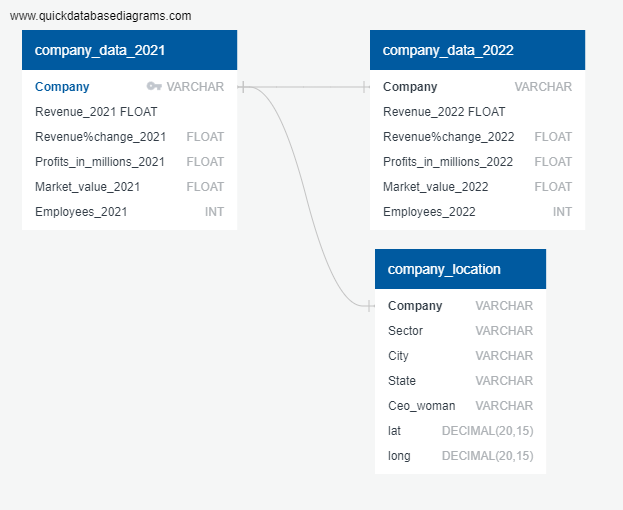 www.quickdatabasediagrams.com
company_data_2021
Company VARCHAR
Revenue_2021 FLOAT
Revenue%change_2021 FLOAT
Profits_in_millions_2021 FLOAT
Market_value_2021 FLOAT
Employees_2021 INT
company_data_2022
Company VARCHAR
Revenue_2022 FLOAT
Revenue%change_2022 FLOAT
Profits_in_millions_2022 FLOAT
Market_value_2022 FLOAT
Employees_2022 INT
company_location
Company VARCHAR
Sector VARCHAR
City VARCHAR
State VARCHAR
Ceo_woman VARCHAR
lat DECIMAL(20,15)
long DECIMAL(20,15)